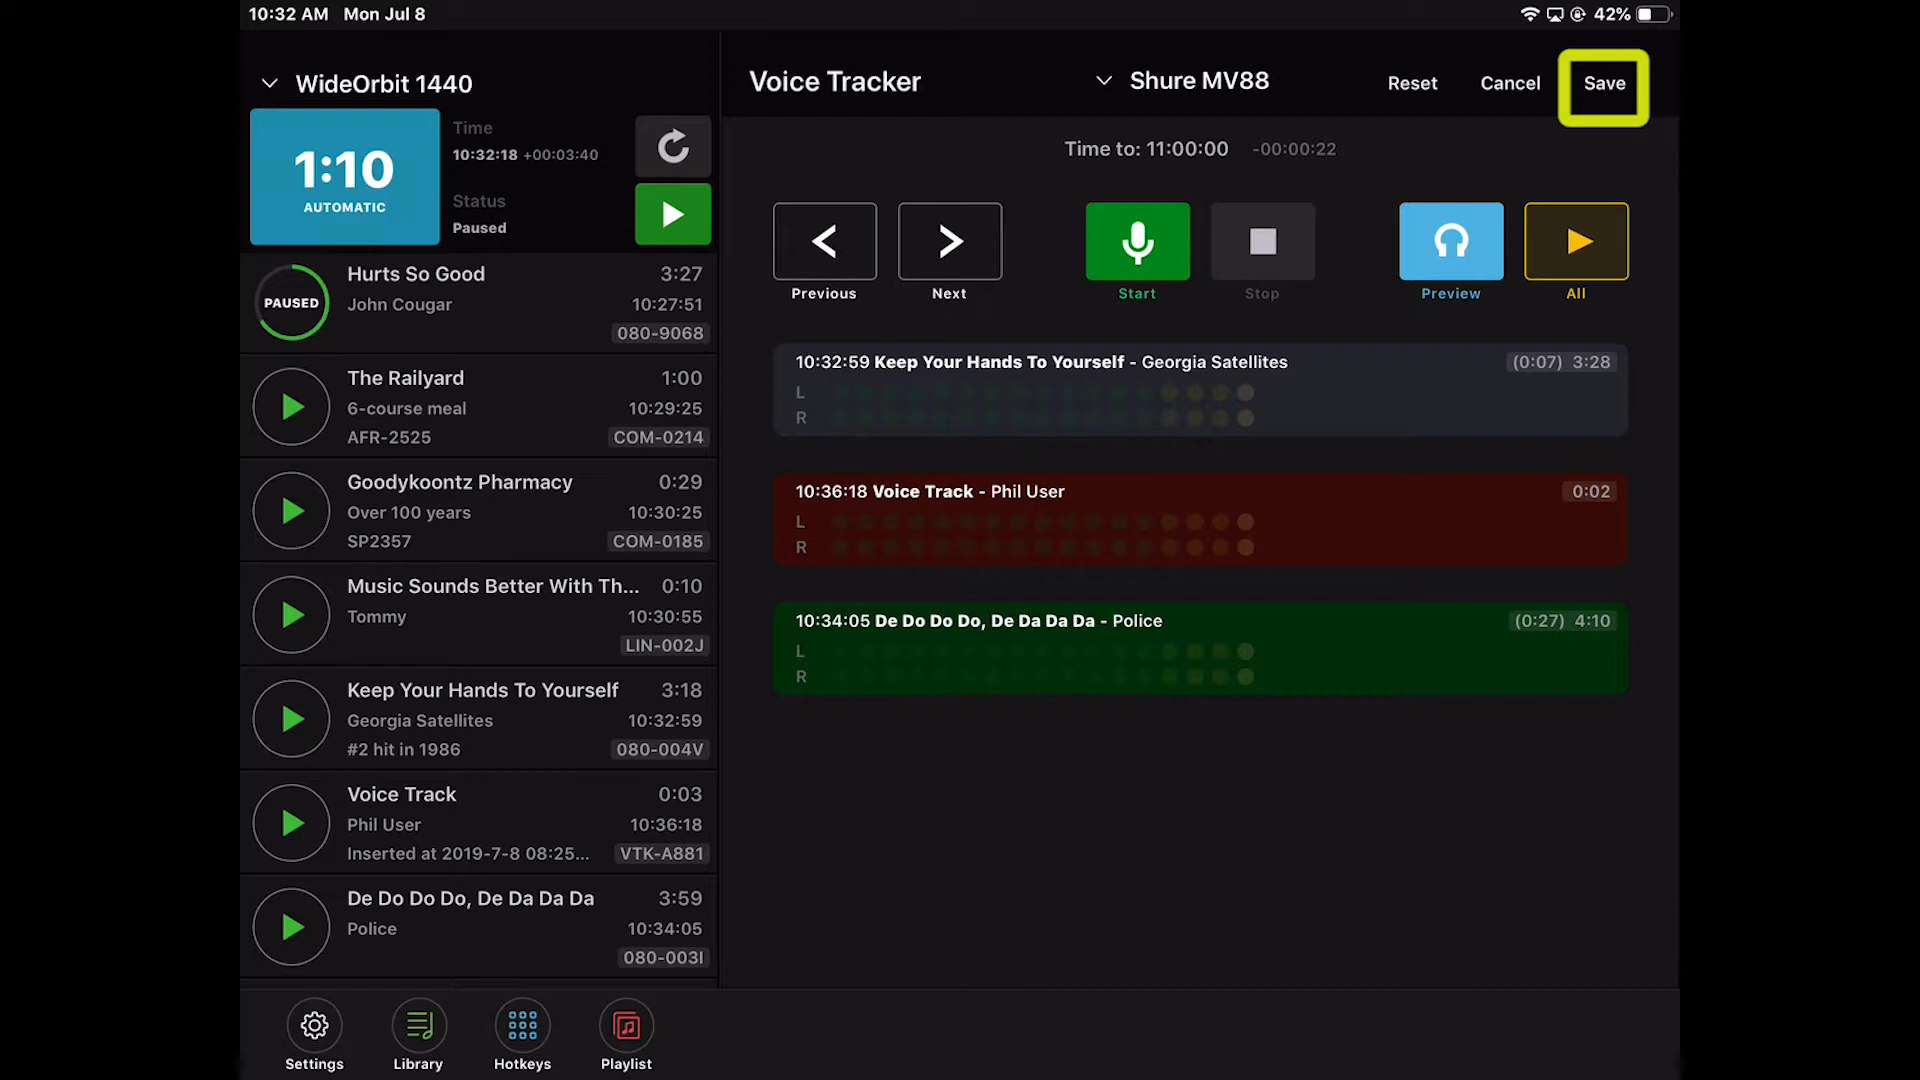 10:32 AM Mon Jul 8
42%
WideOrbit 1440
1:10
AUTOMATIC
Time
10:32:18 +00:03:40
Status
Paused
PAUSED
Hurts So Good 3:27
John Cougar 10:27:51
080-9068
The Railyard 1:00
6-course meal 10:29:25
AFR-2525 COM-0214
Goodykoontz Pharmacy 0:29
Over 100 years 10:30:25
SP2357 COM-0185
Music Sounds Better With Th... 0:10
Tommy 10:30:55
LIN-002J
Keep Your Hands To Yourself 3:18
Georgia Satellites 10:32:59
#2 hit in 1986 080-004V
Voice Track 0:03
Phil User 10:36:18
Inserted at 2019-7-8 08:25... VTK-A881
De Do Do Do, De Da Da Da 3:59
Police 10:34:05
080-003I
Voice Tracker
Shure MV88
Reset Cancel Save
Time to: 11:00:00 -00:00:22
Previous Next Start Stop Preview All
10:32:59 Keep Your Hands To Yourself - Georgia Satellites (0:07) 3:28
L
R
10:36:18 Voice Track - Phil User 0:02
L
R
10:34:05 De Do Do Do, De Da Da Da - Police (0:27) 4:10
L
R
Settings Library Hotkeys Playlist